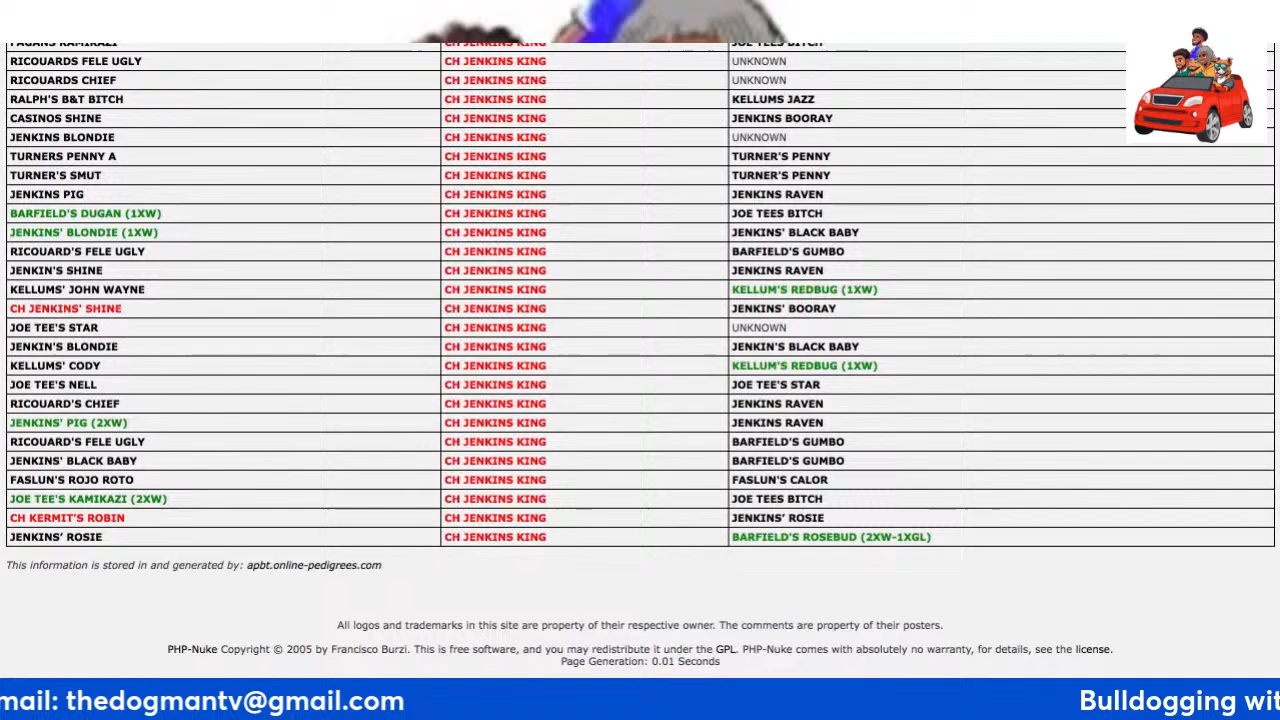 PAGANS KAMIKAZI CH JENKINS KING JOE TEES BITCH
RICOUARDS FELE UGLY CH JENKINS KING UNKNOWN
RICOUARDS CHIEF CH JENKINS KING UNKNOWN
RALPH'S B&T BITCH CH JENKINS KING KELLUMS JAZZ
CASINOS SHINE CH JENKINS KING JENKINS BOORAY
JENKINS BLONDIE CH JENKINS KING UNKNOWN
TURNERS PENNY A CH JENKINS KING TURNER'S PENNY
TURNER'S SMUT CH JENKINS KING TURNER'S PENNY
JENKINS PIG CH JENKINS KING JENKINS RAVEN
BARFIELD'S DUGAN (1XW) CH JENKINS KING JOE TEES BITCH
JENKINS' BLONDIE (1XW) CH JENKINS KING JENKINS' BLACK BABY
RICOUARD'S FELE UGLY CH JENKINS KING BARFIELD'S GUMBO
JENKIN'S SHINE CH JENKINS KING JENKINS RAVEN
KELLUMS' JOHN WAYNE CH JENKINS KING KELLUM'S REDBUG (1XW)
CH JENKINS' SHINE CH JENKINS KING JENKINS' BOORAY
JOE TEE'S STAR CH JENKINS KING UNKNOWN
JENKIN'S BLONDIE CH JENKINS KING JENKIN'S BLACK BABY
KELLUMS' CODY CH JENKINS KING KELLUM'S REDBUG (1XW)
JOE TEE'S NELL CH JENKINS KING JOE TEE'S STAR
RICOUARD'S CHIEF CH JENKINS KING JENKINS RAVEN
JENKINS' PIG (2XW) CH JENKINS KING JENKINS RAVEN
RICOUARD'S FELE UGLY CH JENKINS KING BARFIELD'S GUMBO
JENKINS' BLACK BABY CH JENKINS KING BARFIELD'S GUMBO
FASLUN'S ROJO ROTO CH JENKINS KING FASLUN'S CALOR
JOE TEE'S KAMIKAZI (2XW) CH JENKINS KING JOE TEES BITCH
CH KERMIT’S ROBIN CH JENKINS KING JENKINS’ ROSIE
JENKINS’ ROSIE CH JENKINS KING BARFIELD'S ROSEBUD (2XW-1XGL)
This information is stored in and generated by: apbt.online-pedigrees.com
All logos and trademarks in this site are property of their respective owner. The comments are property of their posters.
PHP-Nuke Copyright © 2005 by Francisco Burzi. This is free software, and you may redistribute it under the GPL. PHP-Nuke comes with absolutely no warranty, for details, see the license.
Page Generation: 0.01 Seconds
mail: thedogmantv@gmail.com Bulldogging wit